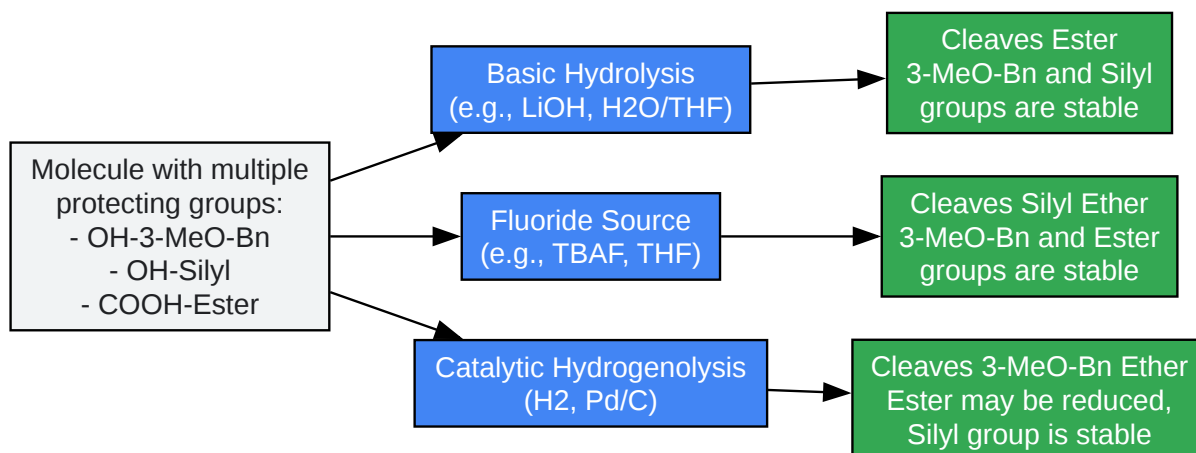 Molecule with multiple
protecting groups:
- OH-3-MeO-Bn
- OH-Silyl
- COOH-Ester
Basic Hydrolysis
(e.g., LiOH, H2O/THF)
Cleaves Ester
3-MeO-Bn and Silyl
groups are stable
Fluoride Source
(e.g., TBAF, THF)
Cleaves Silyl Ether
3-MeO-Bn and Ester
groups are stable
Catalytic Hydrogenolysis
(H2, Pd/C)
Cleaves 3-MeO-Bn Ether
Ester may be reduced,
Silyl group is stable